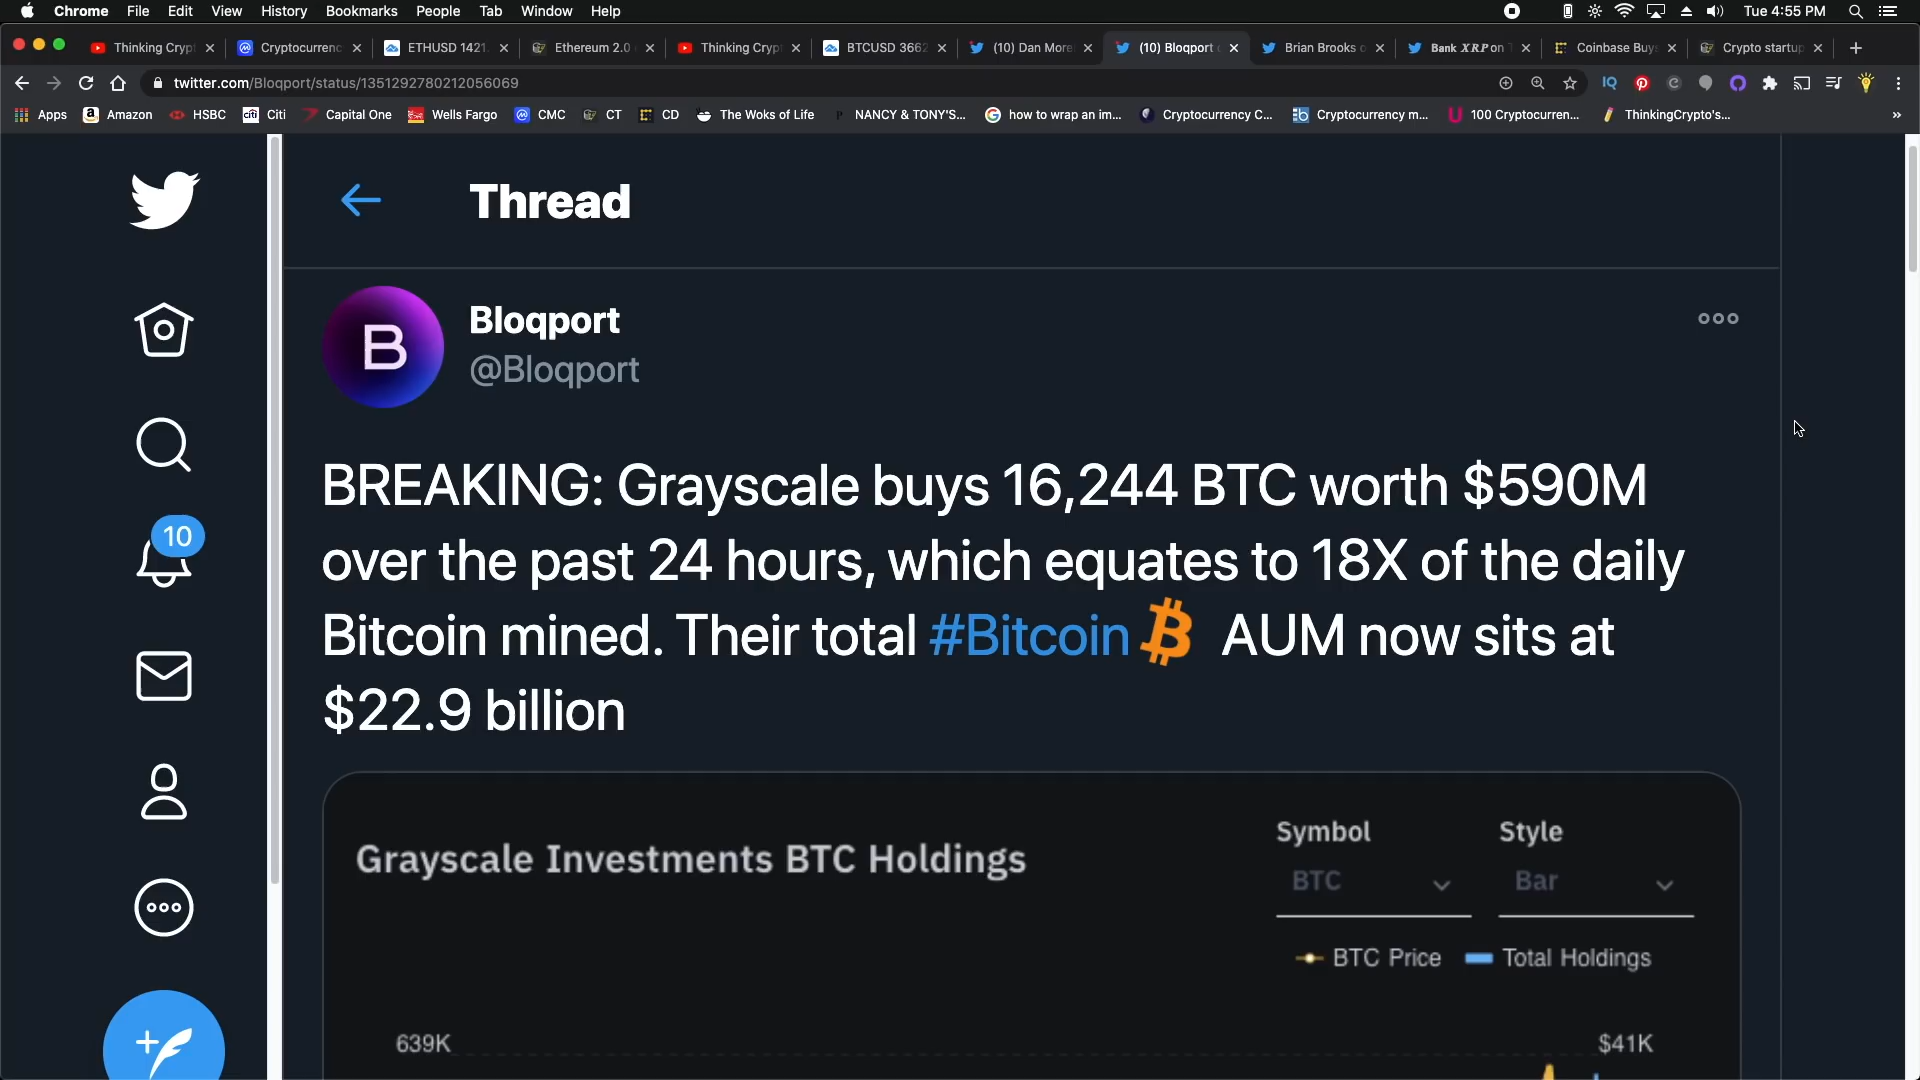 Chrome File Edit View History Bookmarks People Tab Window Help Tue 4:55 PM
Thinking Cryp Cryptocurrenc ETHUSD 1421. Ethereum 2.0 Thinking Cryp BTCUSD 3662 (10) Dan More (10) Bloqport Brian Brooks o Bank XRP on Coinbase Buys Crypto startup
twitter.com/Bloqport/status/1351292780212056069
Apps Amazon HSBC Citi Capital One Wells Fargo CMC CT CD The Woks of Life NANCY & TONY'S... how to wrap an im... Cryptocurrency C... Cryptocurrency m... 100 Cryptocurren... ThinkingCrypto's...
Thread
B
Bloqport
@Bloqport
10
BREAKING: Grayscale buys 16,244 BTC worth $590M
over the past 24 hours, which equates to 18X of the daily
Bitcoin mined. Their total #Bitcoin AUM now sits at
$22.9 billion
Grayscale Investments BTC Holdings
Symbol Style
BTC Bar
BTC Price Total Holdings
639K $41K